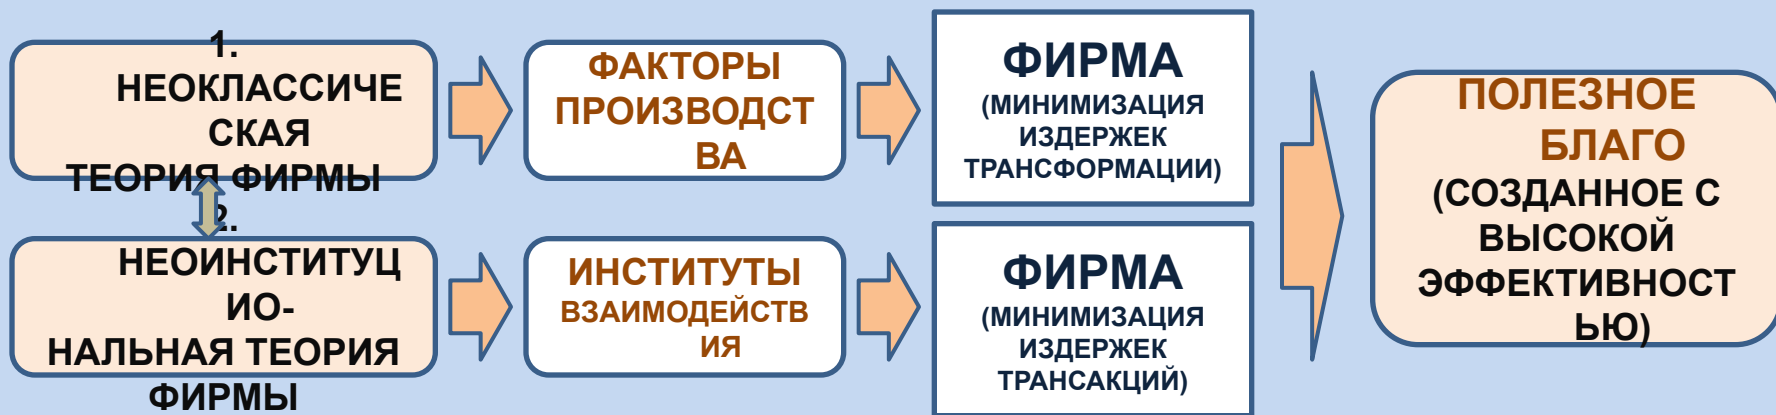 1.
НЕОКЛАССИЧЕ
СКАЯ
ТЕОРИЯ ФИРМЫ
ФАКТОРЫ
ПРОИЗВОДСТ
ВА
ФИРМА
(МИНИМИЗАЦИЯ
ИЗДЕРЖЕК
ТРАНСФОРМАЦИИ)
2.
НЕОИНСТИТУЦ
ИО-
НАЛЬНАЯ ТЕОРИЯ
ФИРМЫ
ИНСТИТУТЫ
ВЗАИМОДЕЙСТВ
ИЯ
ФИРМА
(МИНИМИЗАЦИЯ
ИЗДЕРЖЕК
ТРАНСАКЦИЙ)
ПОЛЕЗНОЕ
БЛАГО
(СОЗДАННОЕ С
ВЫСОКОЙ
ЭФФЕКТИВНОСТ
ЬЮ)